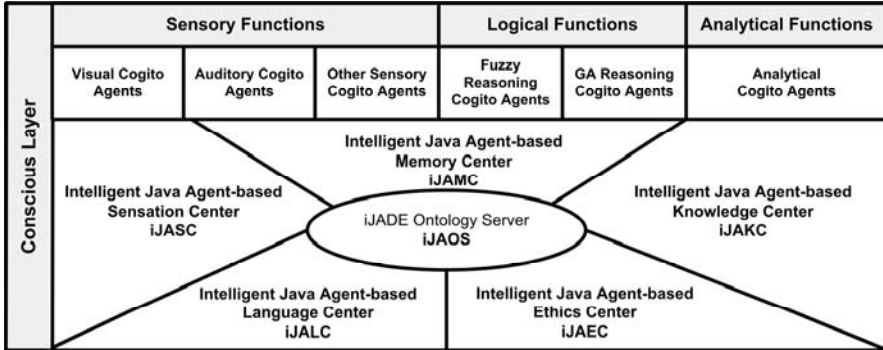 Conscious Layer
Sensory Functions
Logical Functions
Analytical Functions
Visual Cogito
Agents
Auditory Cogito
Agents
Other Sensory
Cogito Agents
Fuzzy
Reasoning
Cogito Agents
GA Reasoning
Cogito Agents
Analytical
Cogito Agents
Intelligent Java Agent-based
Memory Center
iJAMC
Intelligent Java Agent-based
Sensation Center
iJASC
Intelligent Java Agent-based
Knowledge Center
iJAKC
iJADE Ontology Server
iJAOS
Intelligent Java Agent-based
Language Center
iJALC
Intelligent Java Agent-based
Ethics Center
iJAEC